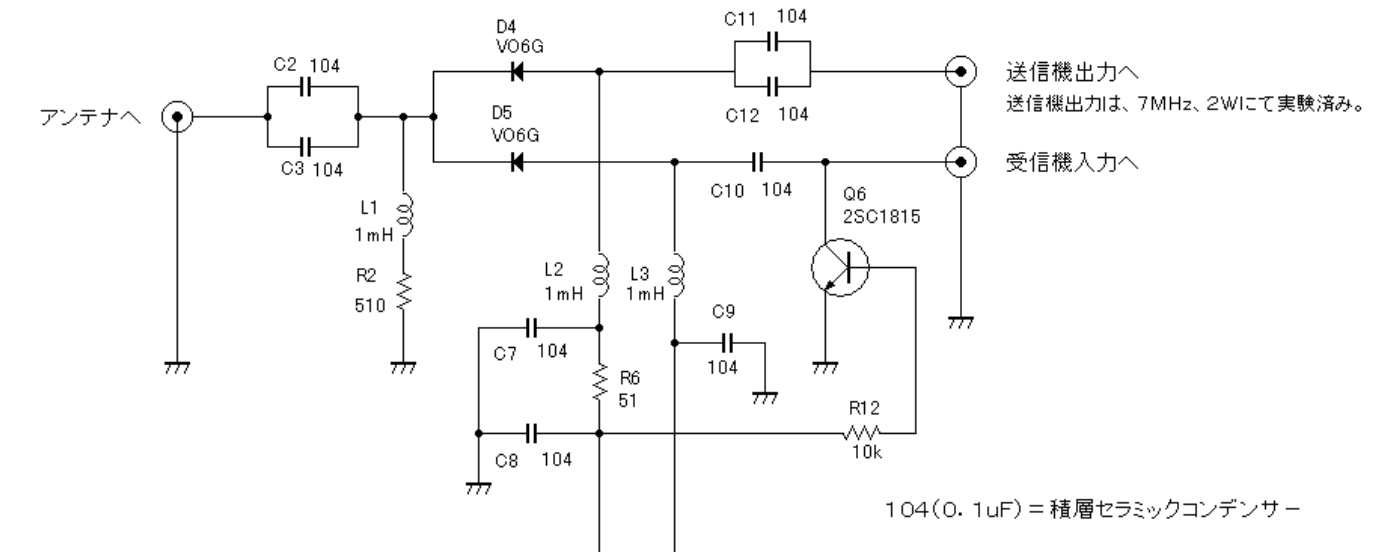 C11 104
D4
VO6G
C2 104
送信機出力へ
送信機出力は、7MHz、2Wにて実験済み。
アンテナへ
D5
VO6G
C12 104
C3 104
受信機入力へ
C10 104
Q6
2SC1815
L1
1mH
L2
1mH
L3
1mH
R2
510
C9
104
C7 104
R6
51
R12
10k
C8 104
104(0.1uF)=積層セラミックコンデンサー